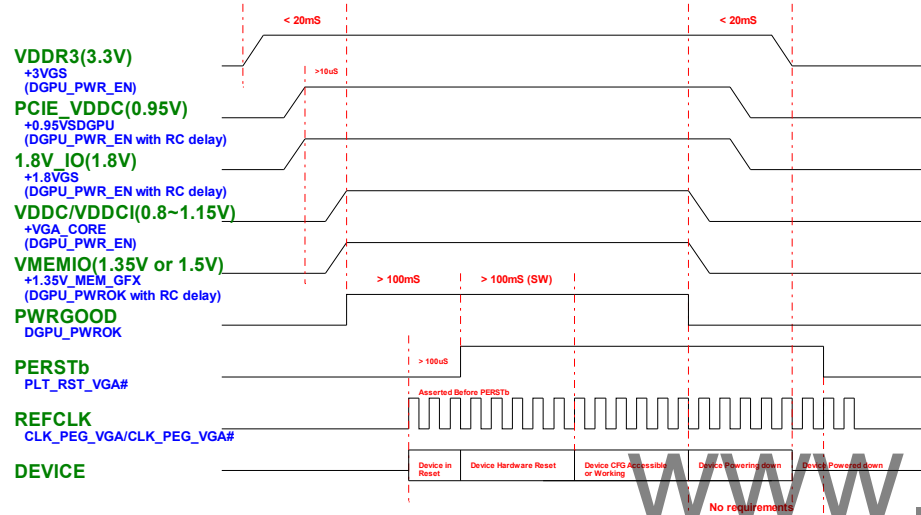 < 20mS
< 20mS
VDDR3(3.3V)
+3VGS
(DGPU_PWR_EN)
>10uS
PCIE_VDDC(0.95V)
+0.95VSDGPU
(DGPU_PWR_EN with RC delay)
1.8V_IO(1.8V)
+1.8VGS
(DGPU_PWR_EN with RC delay)
VDDC/VDDCI(0.8~1.15V)
+VGA_CORE
(DGPU_PWR_EN)
VMEMIO(1.35V or 1.5V)
+1.35V_MEM_GFX
(DGPU_PWROK with RC delay)
> 100mS
> 100mS (SW)
PWRGOOD
DGPU_PWROK
> 100uS
PERSTb
PLT_RST_VGA#
Asserted Before PERSTb
REFCLK
CLK_PEG_VGA/CLK_PEG_VGA#
DEVICE
Device in Reset
Device Hardware Reset
Device CFG Accessible or Working
Device Powering down
Device Powered down
No requirements
www.